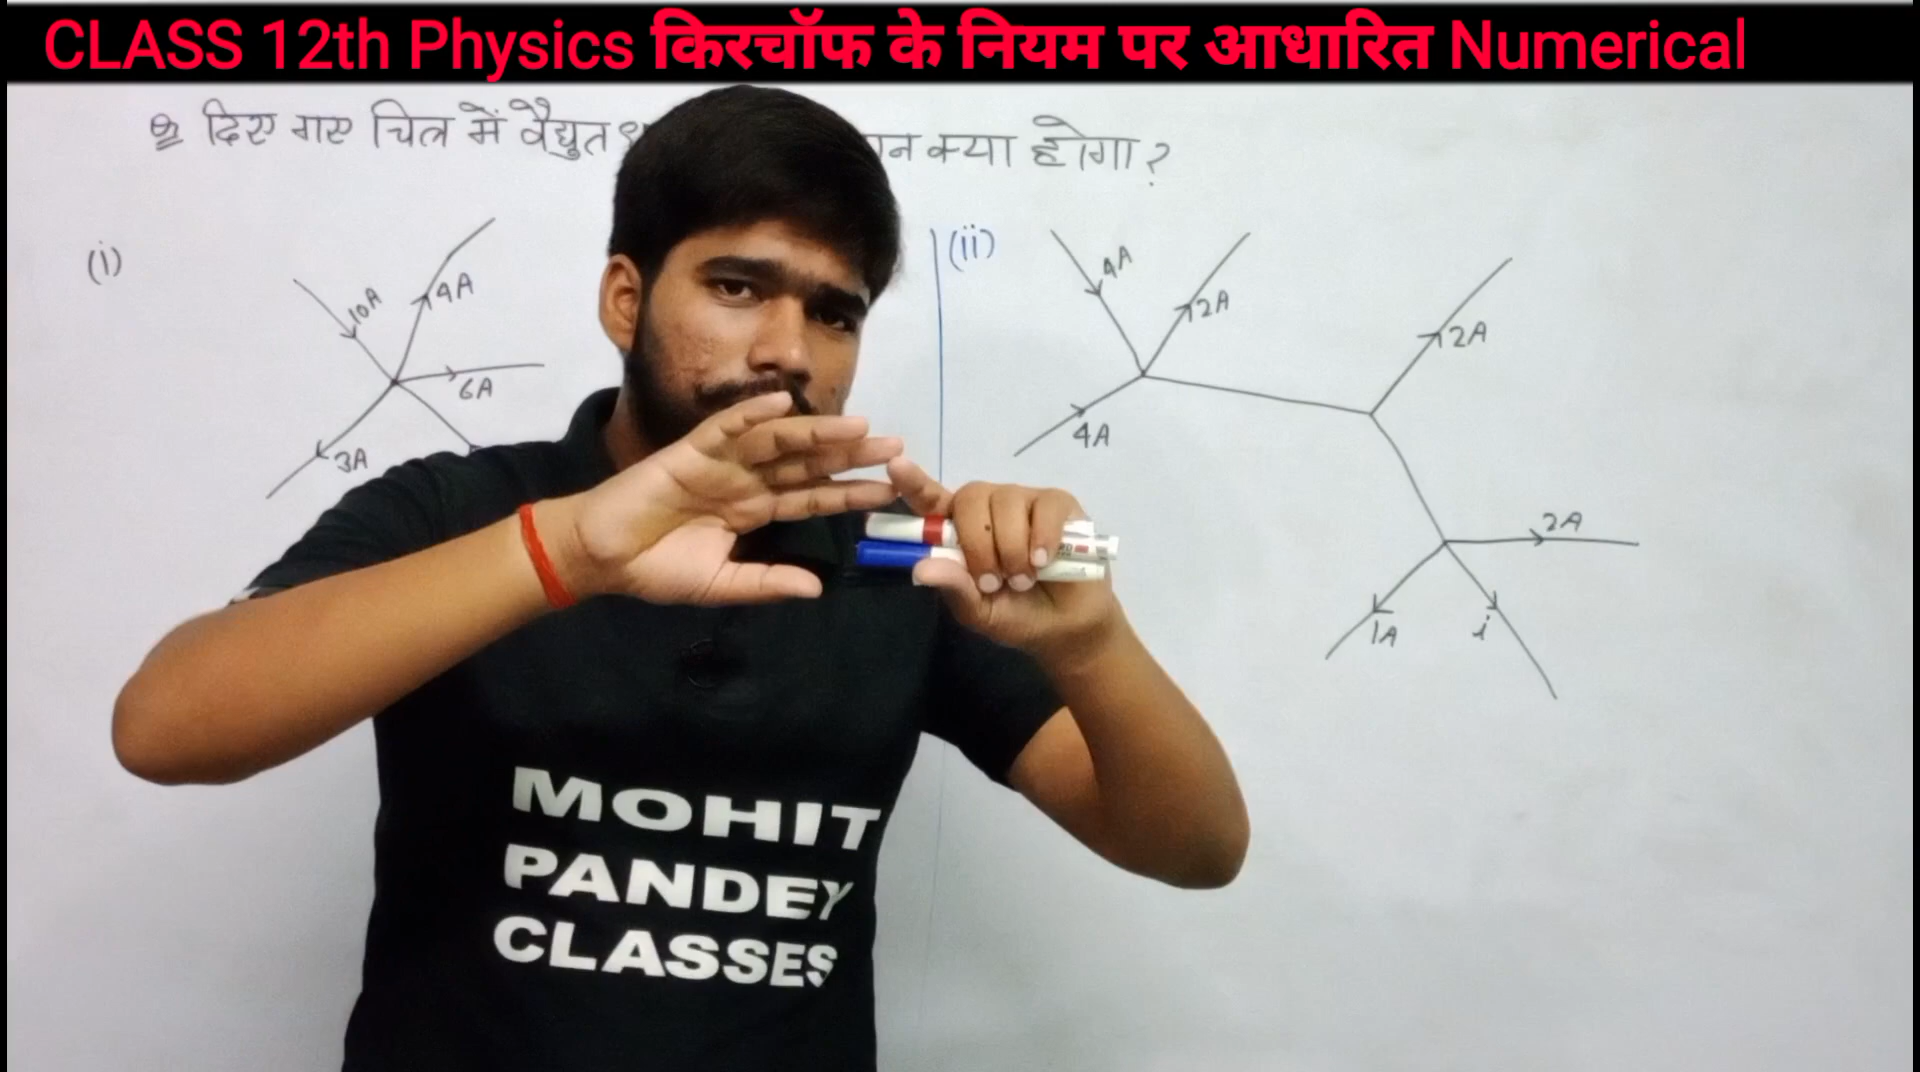 CLASS 12th Physics किरचॉफ के नियम पर आधारित Numerical
Q दिए गए चित्र में वैद्युत क्या होगा?
(i)
10A
4A
6A
3A
(ii)
4A
2A
4A
2A
2A
1A
i
MOHIT
PANDEY
CLASSES